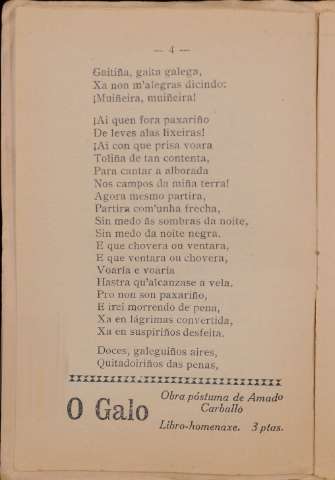 — 4 —
Gaitiña, gaita galega,
Xa non m'alegras dicindo:
¡Muiñeira, muiñeira!
¡Ai quen fora paxariño
De leves alas lixeiras!
¡Ai con que prisa voara
Toliña de tan contenta,
Para cantar a alborada
Nos campos da miña terra!
Agora mesmo partira,
Partira com'unha frecha,
Sin medo ás sombras da noite,
Sin medo da noite negra.
E que chovera ou ventara,
E que ventara ou chovera,
Voaría e voaría
Hastra qu'alcanzase a vela.
Pro non son paxariño,
E irei morrendo de pena,
Xa en lágrimas convertida,
Xa en suspiriños desfeita.
Doces, galeguiños aires,
Quitadoiriños das penas,
O Galo
Obra póstuma de Amado
Carballo
Libro-homenaxe. 3 ptas.